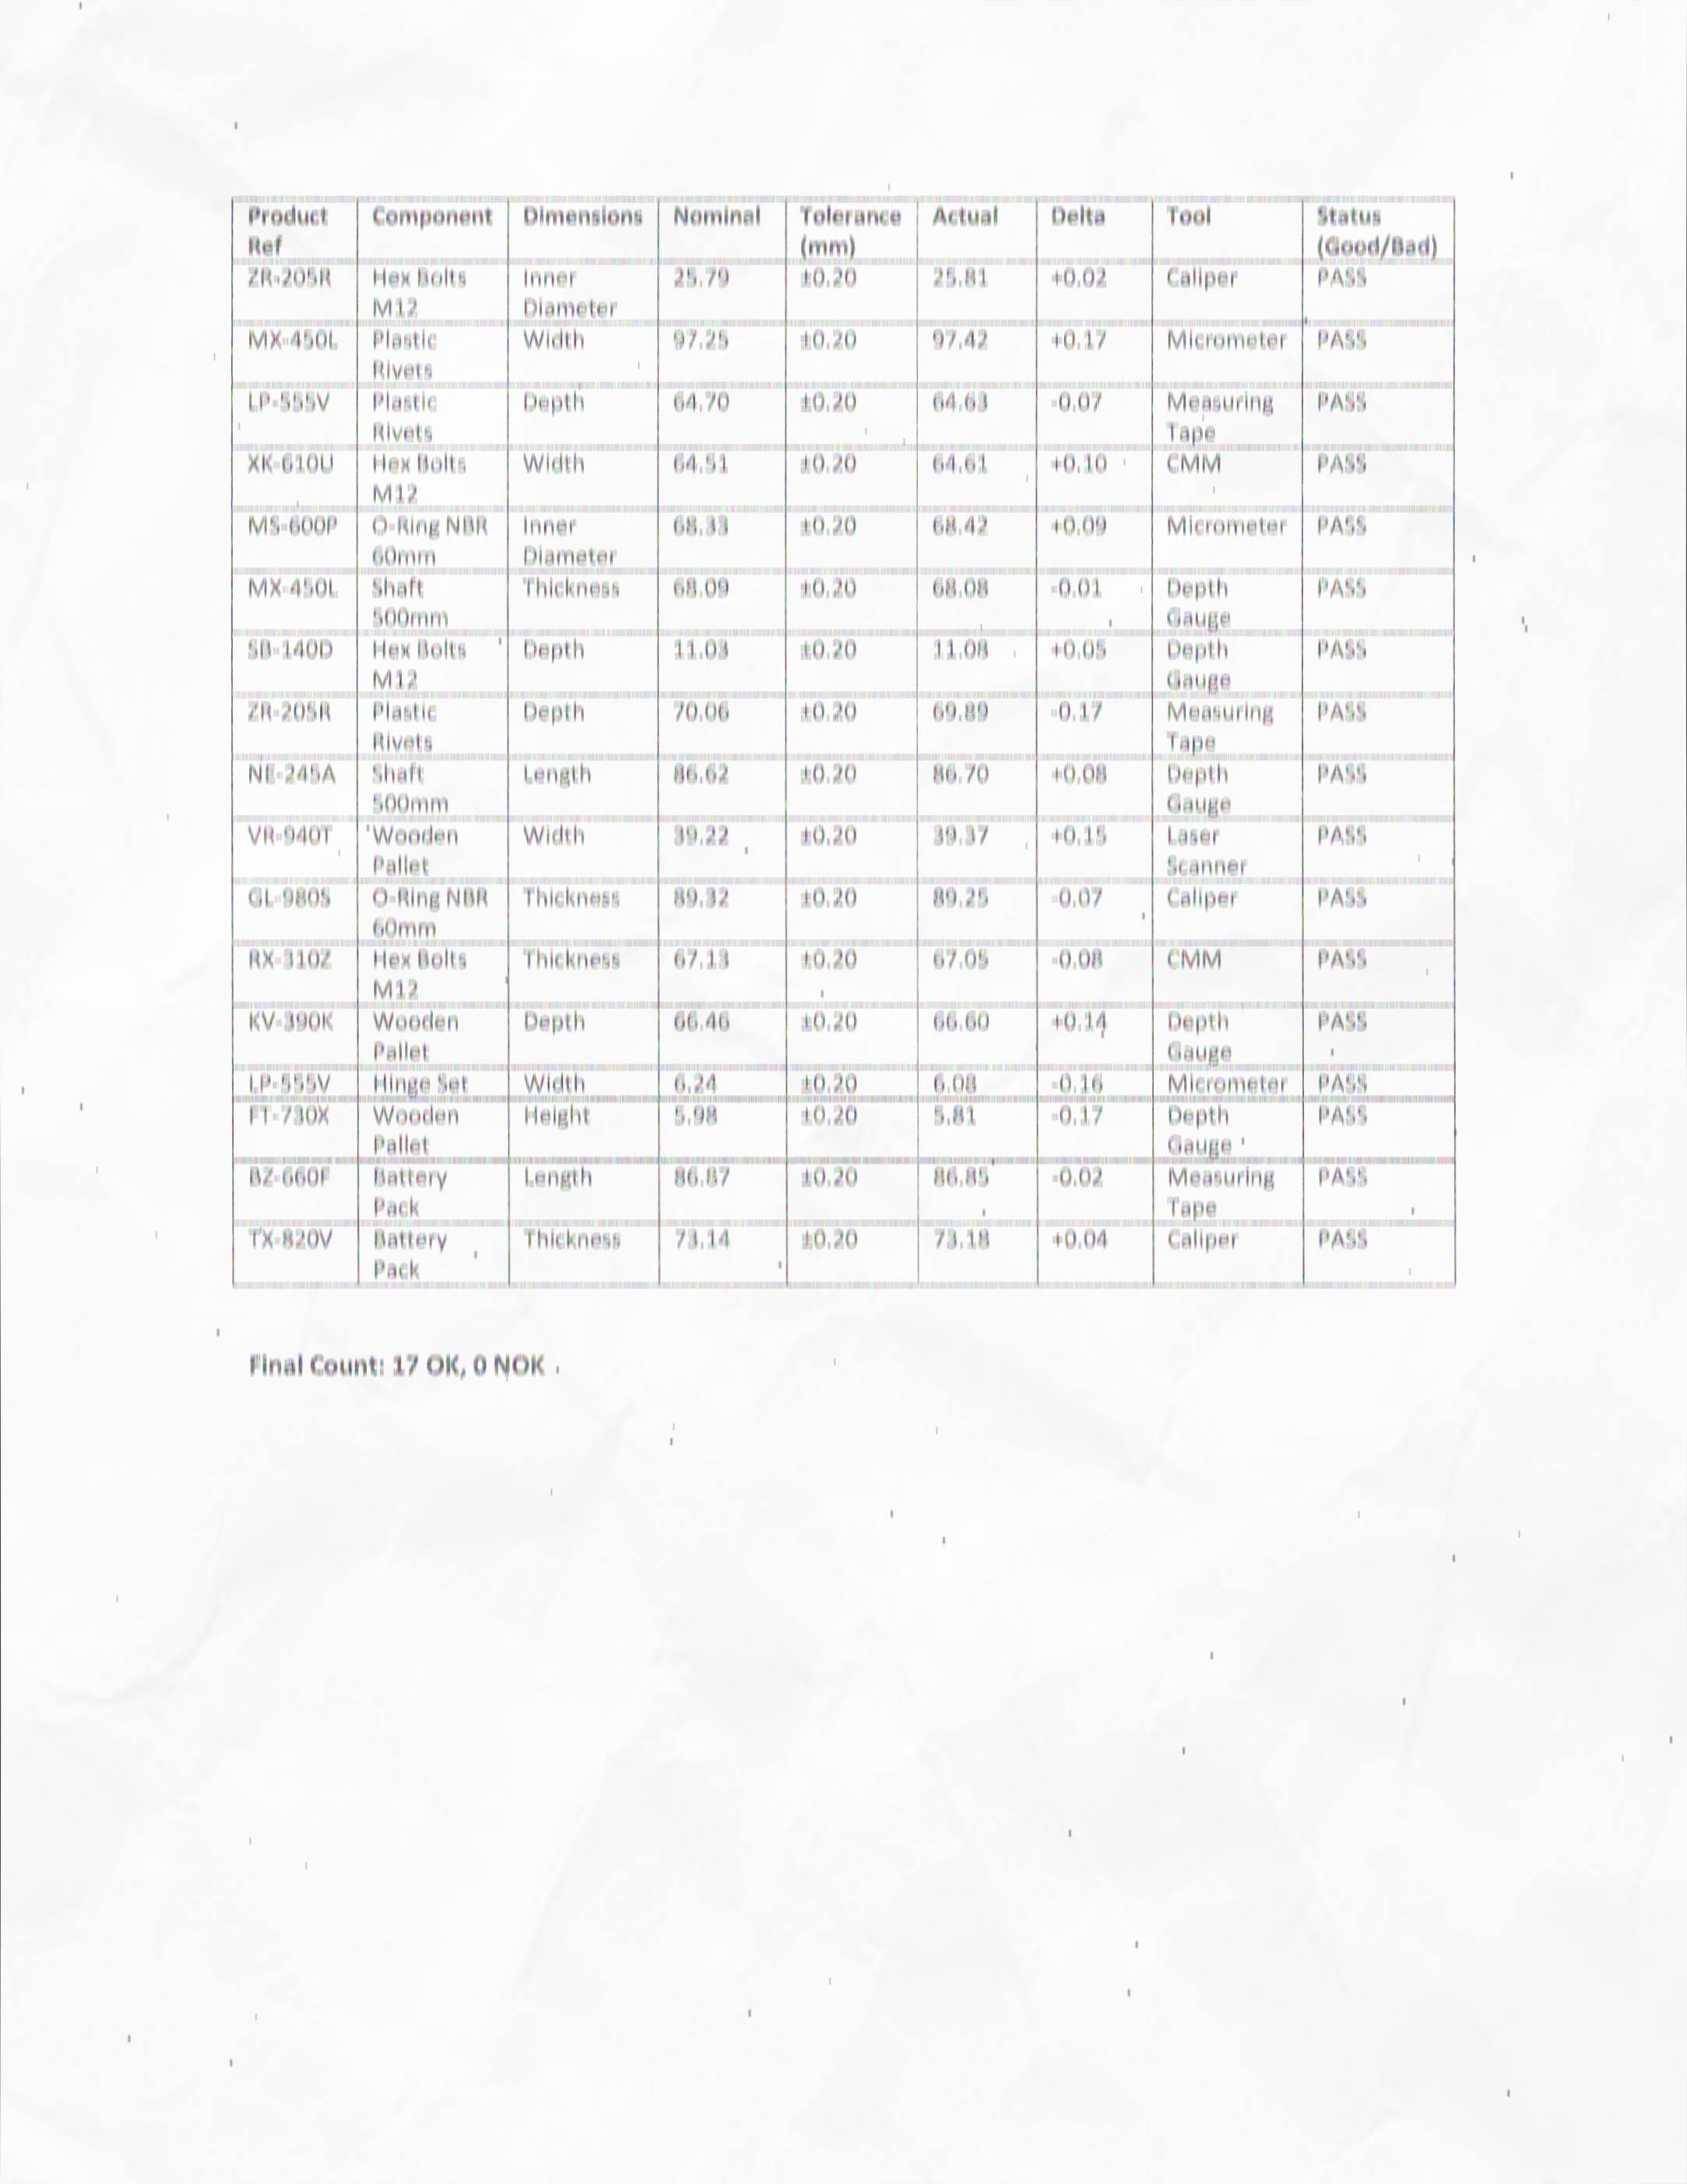 Product Ref Component Dimensions Nominal Tolerance (mm) Actual Delta Tool Status (Good/Bad)
ZR-205R Hex Bolts M12 Inner Diameter 25.79 ±0.20 25.81 +0.02 Caliper PASS
MX-450L Plastic Rivets Width 97.25 ±0.20 97.42 +0.17 Micrometer PASS
LP-555V Plastic Rivets Depth 64.70 ±0.20 64.63 -0.07 Measuring Tape PASS
XK-610U Hex Bolts M12 Width 64.51 ±0.20 64.61 +0.10 CMM PASS
MS-600P O-Ring NBR 60mm Inner Diameter 68.33 ±0.20 68.42 +0.09 Micrometer PASS
MX-450L Shaft 500mm Thickness 68.09 ±0.20 68.08 -0.01 Depth Gauge PASS
SB-140D Hex Bolts M12 Depth 11.03 ±0.20 11.08 +0.05 Depth Gauge PASS
ZR-205R Plastic Rivets Depth 70.06 ±0.20 69.89 -0.17 Measuring Tape PASS
NE-245A Shaft 500mm Length 86.62 ±0.20 86.70 +0.08 Depth Gauge PASS
VR-940T Wooden Pallet Width 39.22 ±0.20 39.37 +0.15 Laser Scanner PASS
GL-980S O-Ring NBR 60mm Thickness 89.32 ±0.20 89.25 -0.07 Caliper PASS
RX-310Z Hex Bolts M12 Thickness 67.13 ±0.20 67.05 -0.08 CMM PASS
KV-390K Wooden Pallet Depth 66.46 ±0.20 66.60 +0.14 Depth Gauge PASS
LP-555V Hinge Set Width 6.24 ±0.20 6.08 -0.16 Micrometer PASS
FT-730X Wooden Pallet Height 5.98 ±0.20 5.81 -0.17 Depth Gauge PASS
BZ-660F Battery Pack Length 86.87 ±0.20 86.85 -0.02 Measuring Tape PASS
TX-820V Battery Pack Thickness 73.14 ±0.20 73.18 +0.04 Caliper PASS
Final Count: 17 OK, 0 NOK